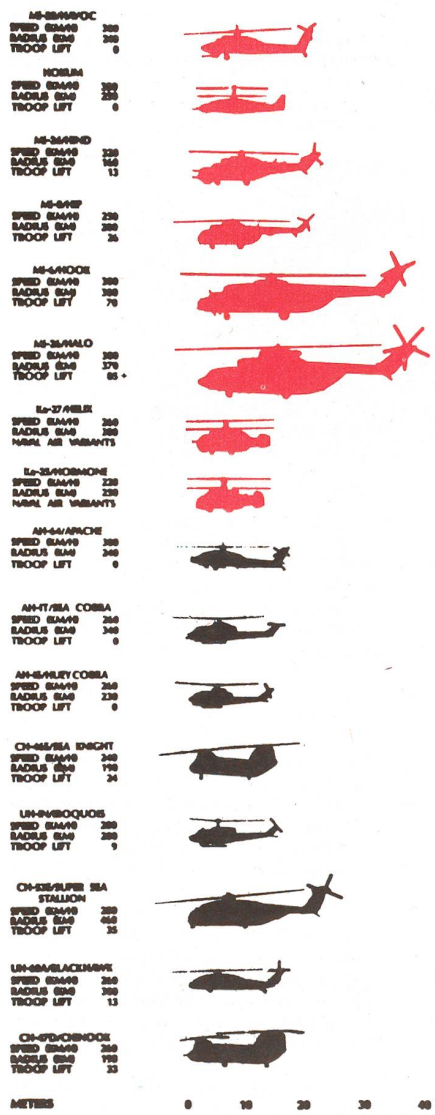 MI-28/HAVOC
SPEED (KM/H) 300
RADIUS (KM) 240
TROOP LIFT 0
HOKUM
SPEED (KM/H)
RADIUS (KM) 250
TROOP LIFT 0
MI-24/HIND
SPEED (KM/H) 320
RADIUS (KM) 160
TROOP LIFT 13
MI-8/HIP
SPEED (KM/H) 250
RADIUS (KM) 200
TROOP LIFT 26
MI-6/HOOK
SPEED (KM/H) 300
RADIUS (KM) 300
TROOP LIFT 70
MI-26/HALO
SPEED (KM/H) 300
RADIUS (KM) 370
TROOP LIFT 85 +
Ka-27/HELIX
SPEED (KM/H) 260
RADIUS (KM) 300
NAVAL AIR VARIANTS
Ka-25/HORMONE
SPEED (KM/H) 220
RADIUS (KM) 250
NAVAL AIR VARIANTS
AH-64/APACHE
SPEED (KM/H) 300
RADIUS (KM) 240
TROOP LIFT 0
AH-1T/SEA COBRA
SPEED (KM/H) 260
RADIUS (KM) 340
TROOP LIFT 0
AH-1S/HUEY COBRA
SPEED (KM/H) 260
RADIUS (KM) 230
TROOP LIFT 0
CH-46E/SEA KNIGHT
SPEED (KM/H) 240
RADIUS (KM) 190
TROOP LIFT 24
UH-1N/IROQUOIS
SPEED (KM/H) 200
RADIUS (KM) 200
TROOP LIFT 9
CH-53E/SUPER SEA
STALLION
SPEED (KM/H) 280
RADIUS (KM) 460
TROOP LIFT 35
UH-60A/BLACKHAWK
SPEED (KM/H) 260
RADIUS (KM) 300
TROOP LIFT 13
CH-47D/CHINOOK
SPEED (KM/H) 260
RADIUS (KM) 190
TROOP LIFT 33
METERS 0 10 20 30 40